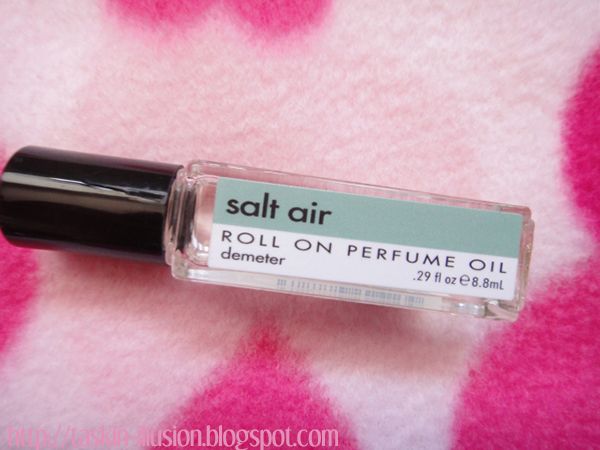 salt air
ROLL ON PERFUME OIL
demeter
.29 fl oz e 8.8mL